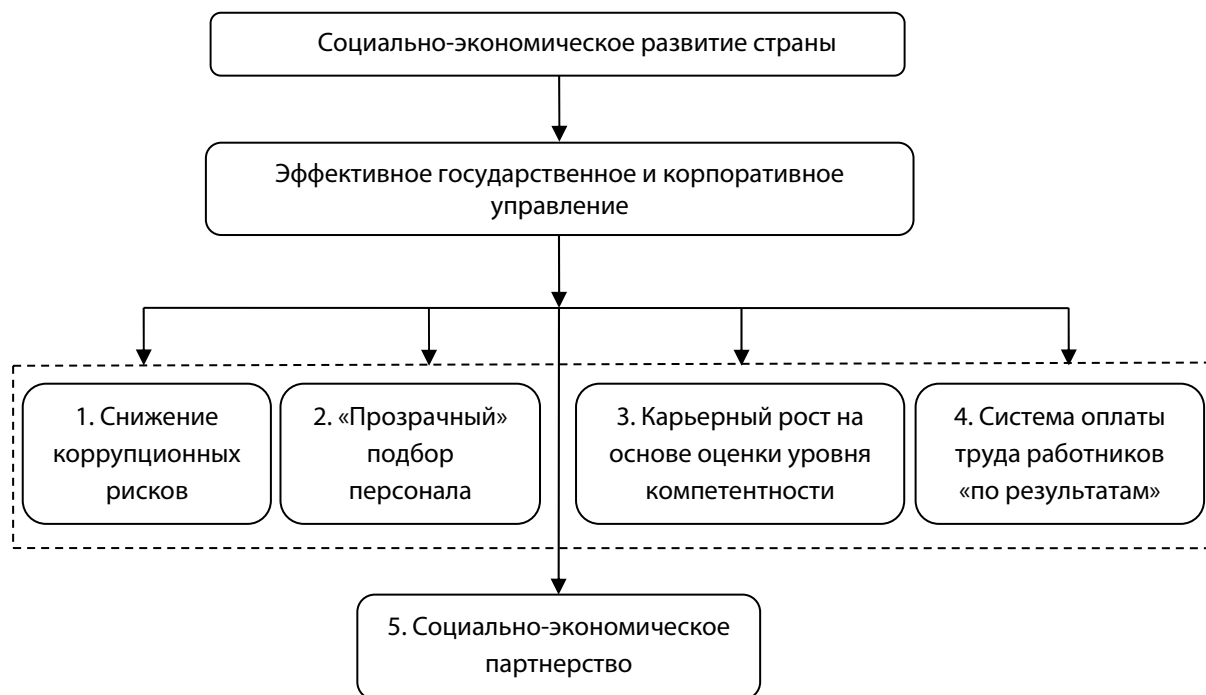 Социально-экономическое развитие страны
Эффективное государственное и корпоративное
управление
1. Снижение
коррупционных
рисков
2. «Прозрачный»
подбор
персонала
3. Карьерный рост на
основе оценки уровня
компетентности
4. Система оплаты
труда работников
«по результатам»
5. Социально-экономическое
партнерство